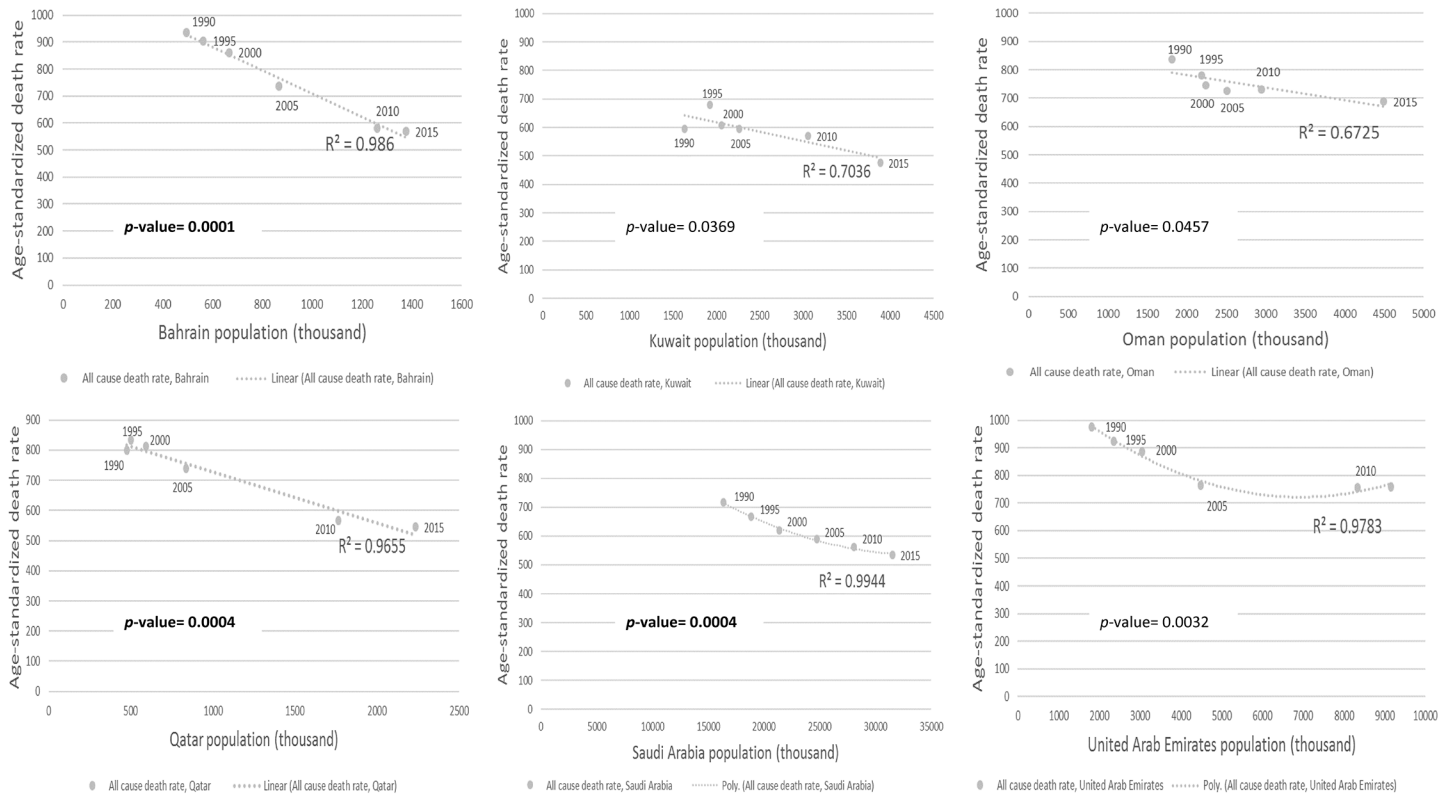 Age-standardized death rate
1000
900
800
700
600
500
400
300
200
100
0
1990
1995
2000
2005
2010
2015
R² = 0.986
p-value= 0.0001
0 200 400 600 800 1000 1200 1400 1600
Bahrain population (thousand)
All cause death rate, Bahrain Linear (All cause death rate, Bahrain)
Age-standardized death rate
1000
900
800
700
600
500
400
300
200
100
0
1995
2000
1990
2005
2010
2015
R² = 0.7036
p-value= 0.0369
0 500 1000 1500 2000 2500 3000 3500 4000 4500
Kuwait population (thousand)
All cause death rate, Kuwait Linear (All cause death rate, Kuwait)
Age-standardized death rate
900
800
700
600
500
400
300
200
100
0
1990
1995
2010
2000
2005
2015
R² = 0.6725
p-value= 0.0457
0 500 1000 1500 2000 2500 3000 3500 4000 4500 5000
Oman population (thousand)
All cause death rate, Oman Linear (All cause death rate, Oman)
Age-standardized death rate
900
800
700
600
500
400
300
200
100
0
1995
2000
1990
2005
2010
2015
R² = 0.9655
p-value= 0.0004
0 500 1000 1500 2000 2500
Qatar population (thousand)
All cause death rate, Qatar Linear (All cause death rate, Qatar)
Age-standardized death rate
1000
900
800
700
600
500
400
300
200
100
0
1990
1995
2000
2005
2010
2015
R² = 0.9944
p-value= 0.0004
0 5000 10000 15000 20000 25000 30000 35000
Saudi Arabia population (thousand)
All cause death rate, Saudi Arabia Poly. (All cause death rate, Saudi Arabia)
Age-standardized death rate
1000
900
800
700
600
500
400
300
200
100
0
1990
1995
2000
2010
2005
R² = 0.9783
p-value= 0.0032
0 1000 2000 3000 4000 5000 6000 7000 8000 9000 10000
United Arab Emirates population (thousand)
All cause death rate, United Arab Emirates Poly. (All cause death rate, United Arab Emirates)